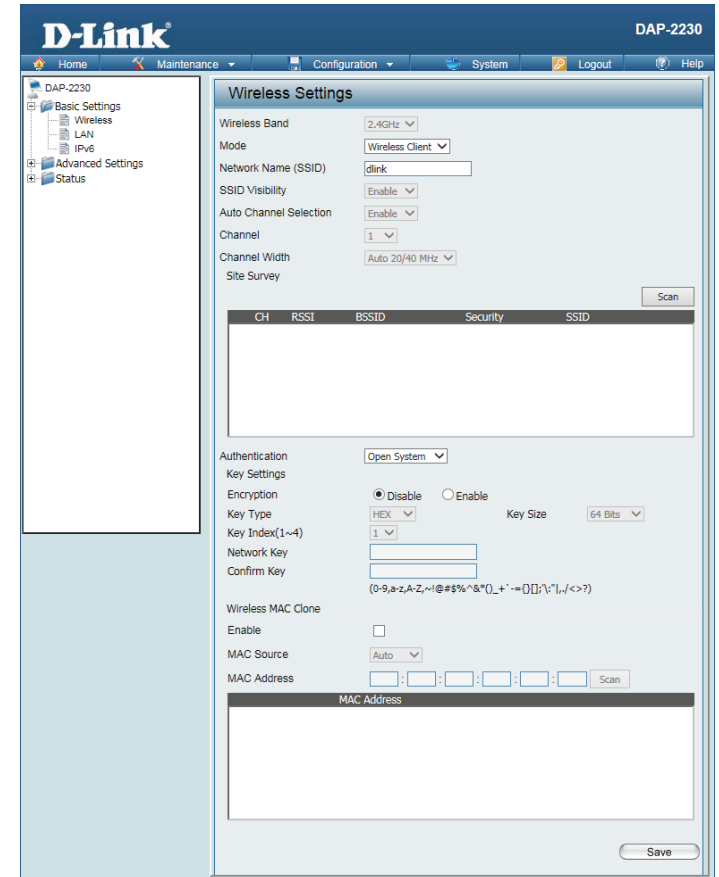 D-Link®
DAP-2230
Home Maintenance Configuration System Logout Help
DAP-2230
Basic Settings
Wireless
LAN
IPv6
Advanced Settings
Status
Wireless Settings
Wireless Band 2.4GHz
Mode Wireless Client
Network Name (SSID) dlink
SSID Visibility Enable
Auto Channel Selection Enable
Channel 1
Channel Width Auto 20/40 MHz
Site Survey
Scan
CH RSSI BSSID Security SSID
Authentication Open System
Key Settings
Encryption Disable Enable
Key Type HEX Key Size 64 Bits
Key Index(1~4) 1
Network Key
Confirm Key
(0-9,a-z,A-Z,~!@#$%^&*()_+`-={}[];'\:"|,./<>?)
Wireless MAC Clone
Enable
MAC Source Auto
MAC Address : : : : : Scan
MAC Address
Save